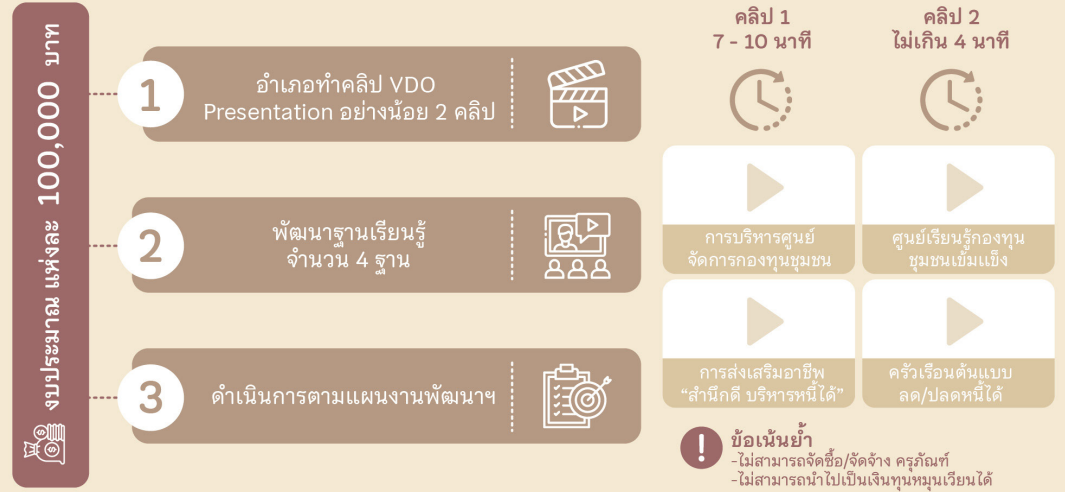 งบประมาณ แห่งละ 100,000 บาท
1
อำเภอทำคลิป VDO
Presentation อย่างน้อย 2 คลิป
2
พัฒนาฐานเรียนรู้
จำนวน 4 ฐาน
3
ดำเนินการตามแผนงานพัฒนาฯ
คลิป 1
7 - 10 นาที
คลิป 2
ไม่เกิน 4 นาที
การบริหารศูนย์
จัดการกองทุนชุมชน
ศูนย์เรียนรู้กองทุน
ชุมชนเข้มแข็ง
การส่งเสริมอาชีพ
“สำนึกดี บริหารหนี้ได้”
ครัวเรือนต้นแบบ
ลด/ปลดหนี้ได้
!
ข้อเน้นย้ำ
-ไม่สามารถจัดซื้อ/จัดจ้าง ครุภัณฑ์
-ไม่สามารถนำไปเป็นเงินทุนหมุนเวียนได้